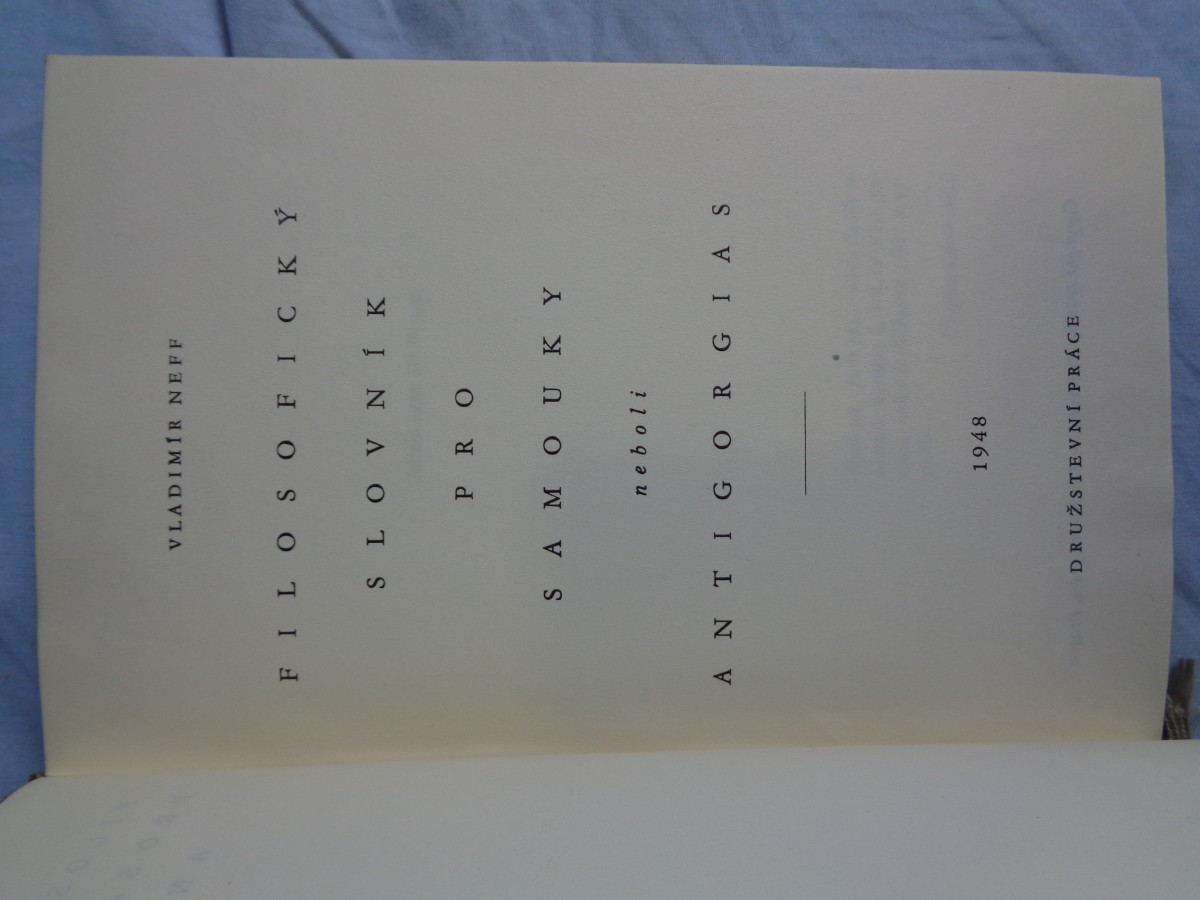 VLADIMÍR NEFF
FILOSOFICKÝ
SLOVNÍK
PRO
SAMOUKY
neboli
ANTIGORGIAS
1948
DRUŽSTEVNÍ PRÁCE